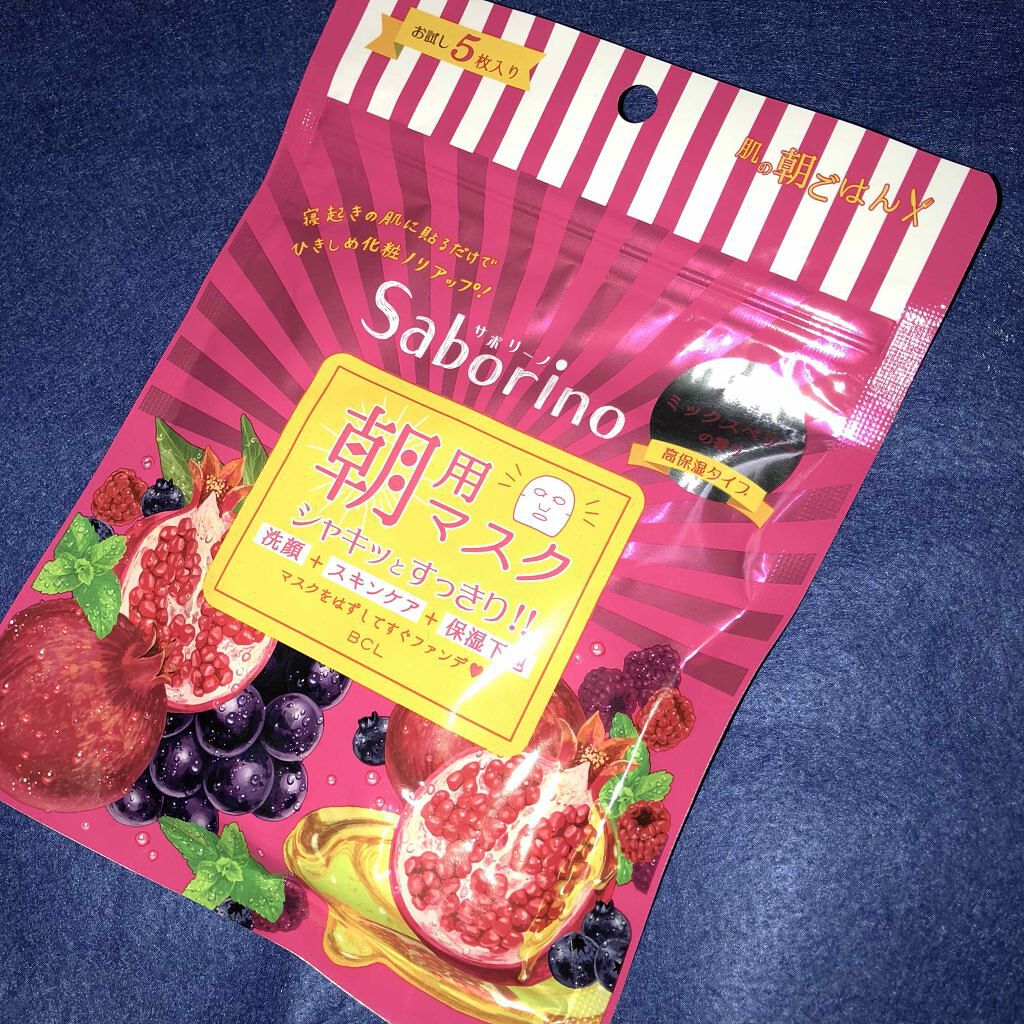 お試し5枚入り
肌の朝ごはん
寝起きの肌に貼るだけで
ひきしめ化粧ノリアップ!
サボリーノ
Saborino
ミックスベリー
の香り
高保湿タイプ
朝用マスク
シャキッとすっきり!!
洗顔+スキンケア+保湿下地
マスクをはずしてすぐファンデ♥
BCL